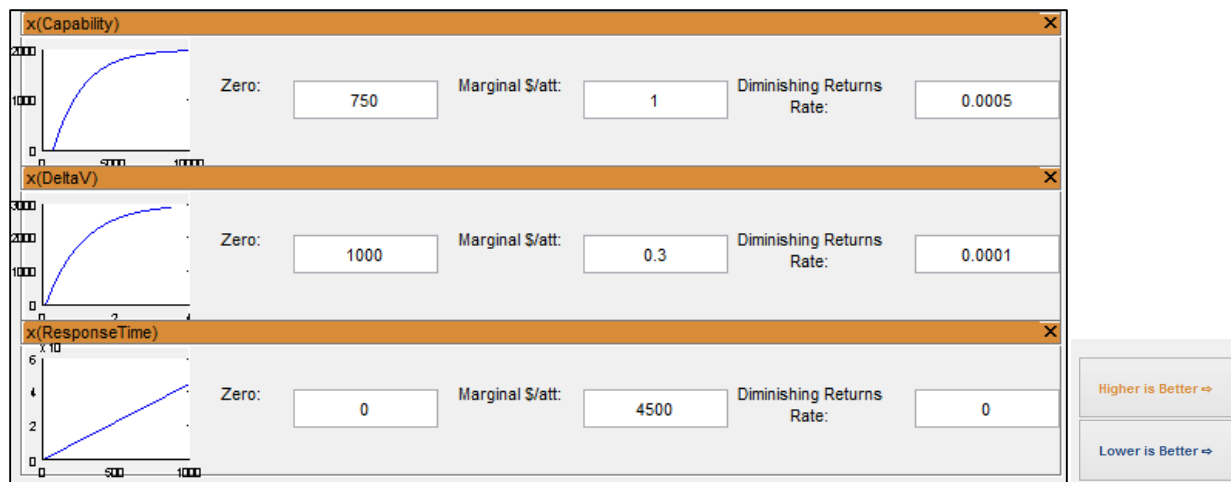 x(Capability)
2000
1000
0
0 5000 10000
Zero: 750 Marginal $/att: 1 Diminishing Returns Rate: 0.0005
x(DeltaV)
3000
2000
1000
0
0 2 4
Zero: 1000 Marginal $/att: 0.3 Diminishing Returns Rate: 0.0001
x(ResponseTime)
x 10
6
4
2
0
0 500 1000
Zero: 0 Marginal $/att: 4500 Diminishing Returns Rate: 0
Higher is Better ⇨
Lower is Better ⇨